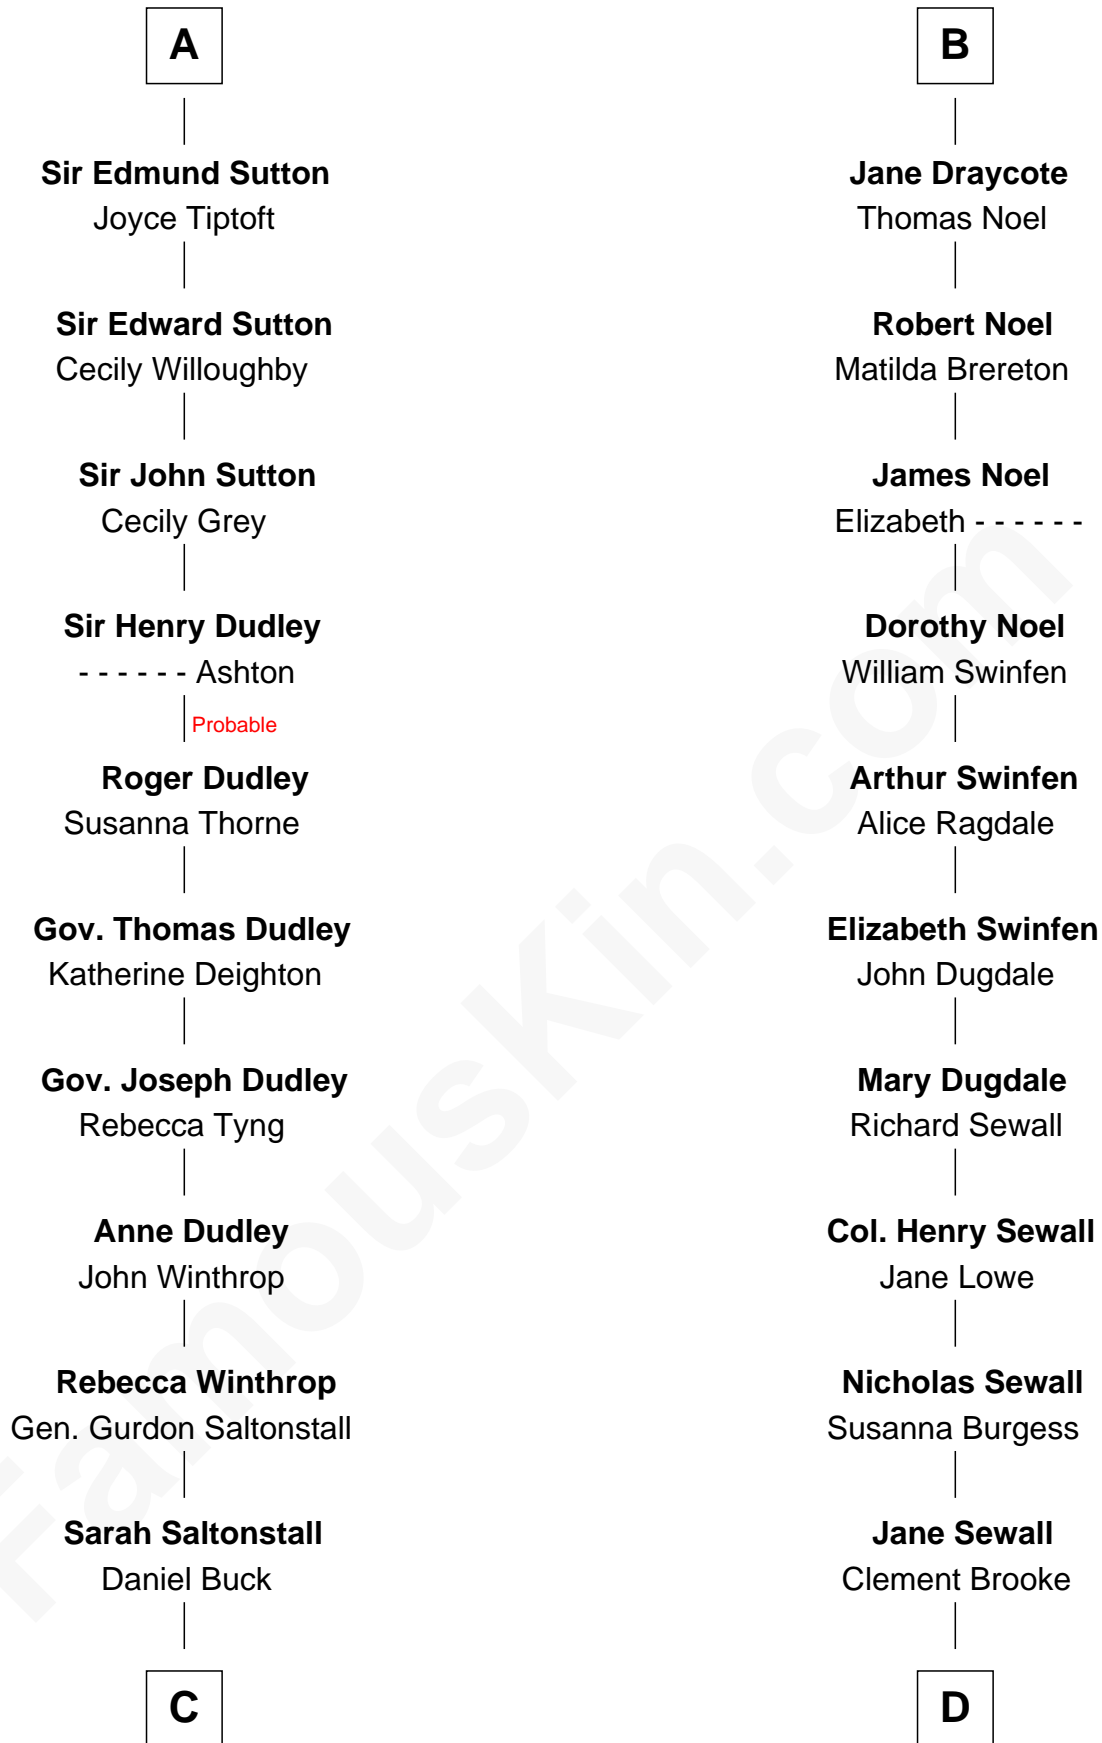 A
Sir Edmund Sutton
Joyce Tiptoft
Sir Edward Sutton
Cecily Willoughby
Sir John Sutton
Cecily Grey
Sir Henry Dudley
- - - - - - Ashton
Probable
Roger Dudley
Susanna Thorne
Gov. Thomas Dudley
Katherine Deighton
Gov. Joseph Dudley
Rebecca Tyng
Anne Dudley
John Winthrop
Rebecca Winthrop
Gen. Gurdon Saltonstall
Sarah Saltonstall
Daniel Buck
C
B
Jane Draycote
Thomas Noel
Robert Noel
Matilda Brereton
James Noel
Elizabeth - - - - - -
Dorothy Noel
William Swinfen
Arthur Swinfen
Alice Ragdale
Elizabeth Swinfen
John Dugdale
Mary Dugdale
Richard Sewall
Col. Henry Sewall
Jane Lowe
Nicholas Sewall
Susanna Burgess
Jane Sewall
Clement Brooke
D
FamousKin.com